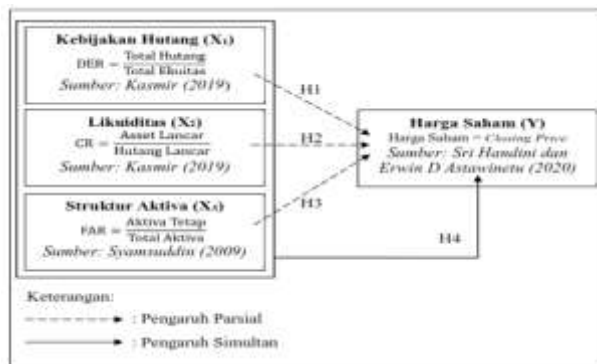 Kebijakan Hutang (X₁)
DER = Total Hutang / Total Ekuitas
Sumber: Kasmir (2019)
Likuiditas (X₂)
CR = Asset Lancar / Hutang Lancar
Sumber: Kasmir (2019)
Struktur Aktiva (X₃)
FAR = Aktiva Tetap / Total Aktiva
Sumber: Syamsuddin (2009)
H1
H2
H3
Harga Saham (Y)
Harga Saham = Closing Price
Sumber: Sri Handini dan
Erwin D Astawinetu (2020)
H4
Keterangan:
: Pengaruh Parsial
: Pengaruh Simultan